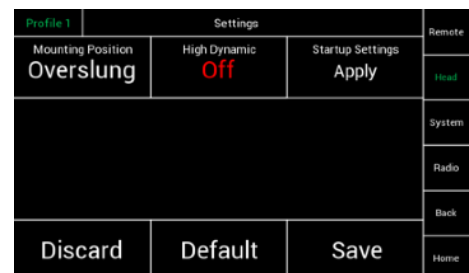 Profile 1
Settings
Remote
Mounting Position
High Dynamic
Startup Settings
Overslung
Off
Apply
Head
System
Radio
Back
Discard
Default
Save
Home